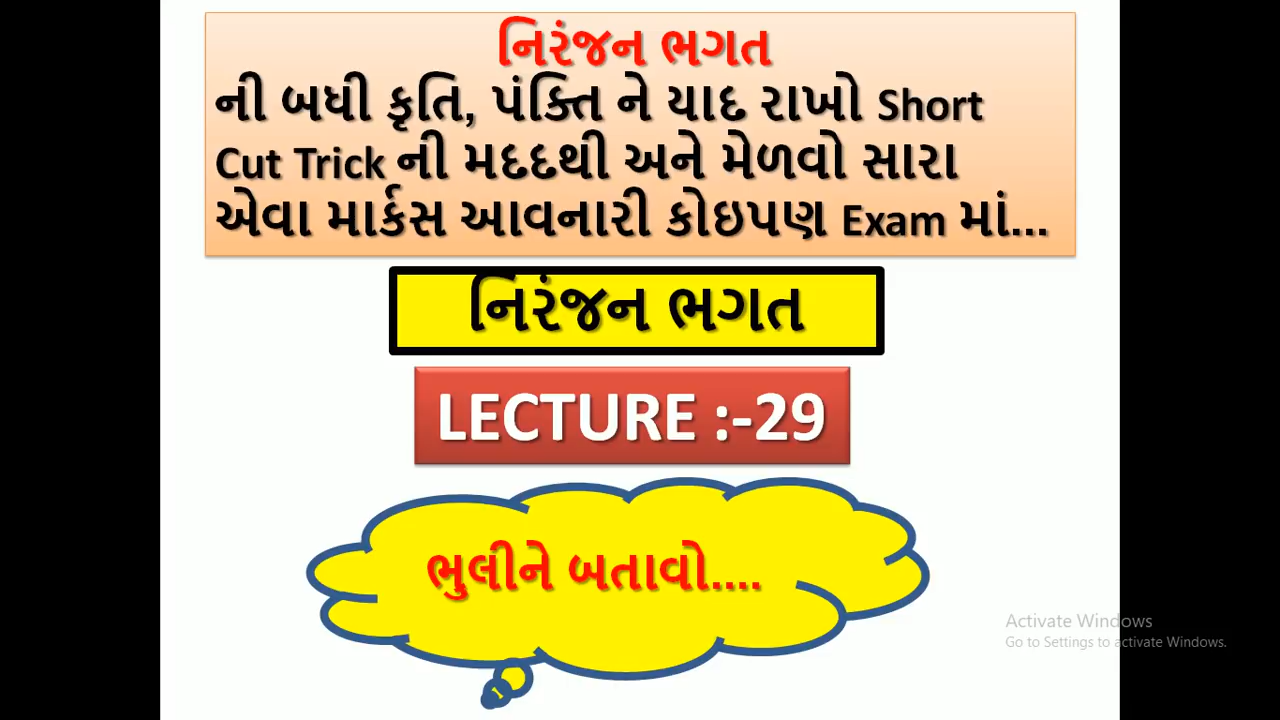 નિરંજન ભગત
ની બધી કૃતિ, પંક્તિ ને યાદ રાખો Short
Cut Trick ની મદદથી અને મેળવો સારા
એવા માર્કસ આવનારી કોઇપણ Exam માં...
નિરંજન ભગત
LECTURE :-29
ભુલીને બતાવો....
1
Activate Windows
Go to Settings to activate Windows.